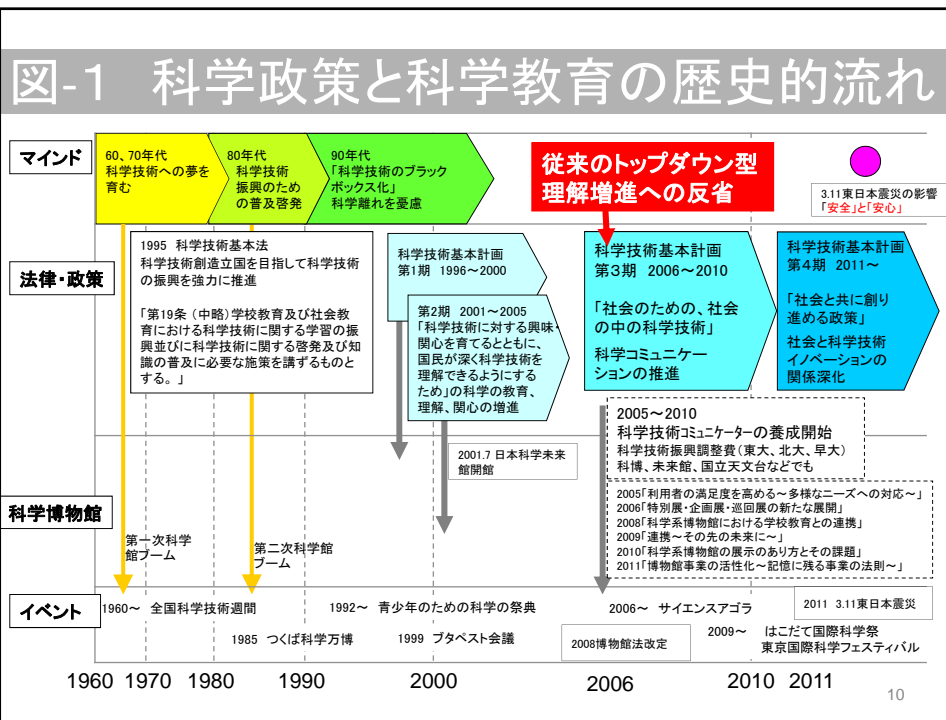 図-1 科学政策と科学教育の歴史的流れ
マインド
60、70年代
科学技術への夢を
育む
80年代
科学技術
振興のため
の普及啓発
90年代
「科学技術のブラック
ボックス化」
科学離れを憂慮
従来のトップダウン型
理解増進への反省
3.11東日本震災の影響
「安全」と「安心」
法律・政策
1995 科学技術基本法
科学技術創造立国を目指して科学技術
の振興を強力に推進
「第19条 (中略)学校教育及び社会教
育における科学技術に関する学習の振
興並びに科学技術に関する啓発及び知
識の普及に必要な施策を講ずるものと
する。」
科学技術基本計画
第1期 1996～2000
第2期 2001～2005
「科学技術に対する興味・
関心を育てるとともに、
国民が深く科学技術を
理解できるようにする
ため」の科学の教育、
理解、関心の増進
科学技術基本計画
第3期 2006～2010
「社会のための、社会
の中の科学技術」
科学コミュニケー
ションの推進
科学技術基本計画
第4期 2011～
「社会と共に創り
進める政策」
社会と科学技術
イノベーションの
関係深化
2005～2010
科学技術コミュニケーターの養成開始
科学技術振興調整費(東大、北大、早大)
科博、未来館、国立天文台などでも
2001.7 日本科学未来
館開館
科学博物館
2005「利用者の満足度を高める～多様なニーズへの対応～」
2006「特別展・企画展・巡回展の新たな展開」
2008「科学系博物館における学校教育との連携」
2009「連携～その先の未来に～」
2010「科学系博物館の展示のあり方とその課題」
2011「博物館事業の活性化～記憶に残る事業の法則～」
第一次科学
館ブーム
第二次科学館
ブーム
イベント
1960～ 全国科学技術週間
1992～ 青少年のための科学の祭典
2006～ サイエンスアゴラ
2011 3.11東日本震災
1985 つくば科学万博
1999 ブタペスト会議
2008博物館法改定
2009～ はこだて国際科学祭
東京国際科学フェスティバル
1960 1970 1980 1990 2000 2006 2010 2011
10